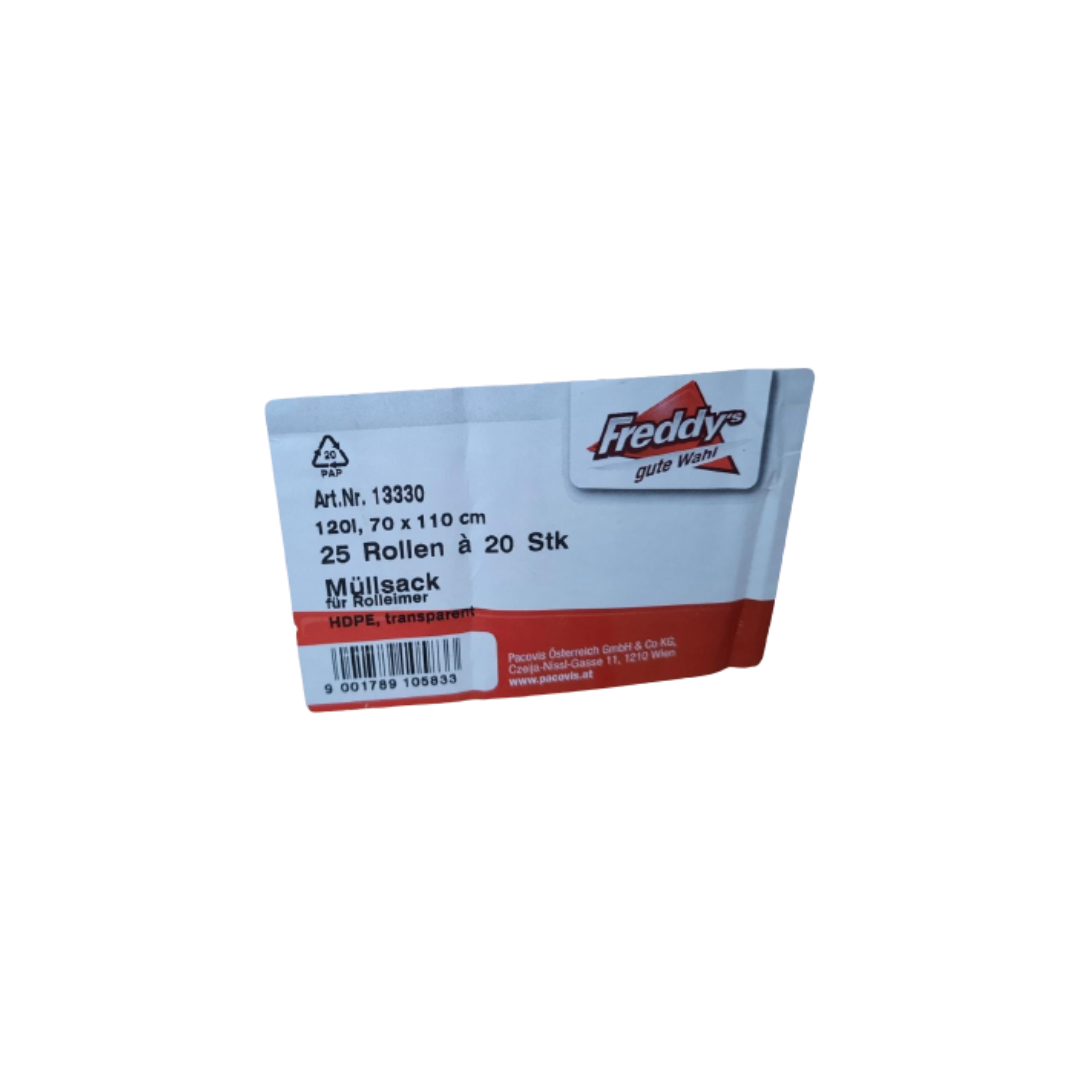 Freddy's
gute Wahl
20
PAP
Art.Nr. 13330
120l, 70 x 110 cm
25 Rollen à 20 Stk
Müllsack
für Rolleimer
HDPE, transparent
9 001789 105833
Pacovis Österreich GmbH & Co KG,
Czeija-Nissl-Gasse 11, 1210 Wien
www.pacovis.at